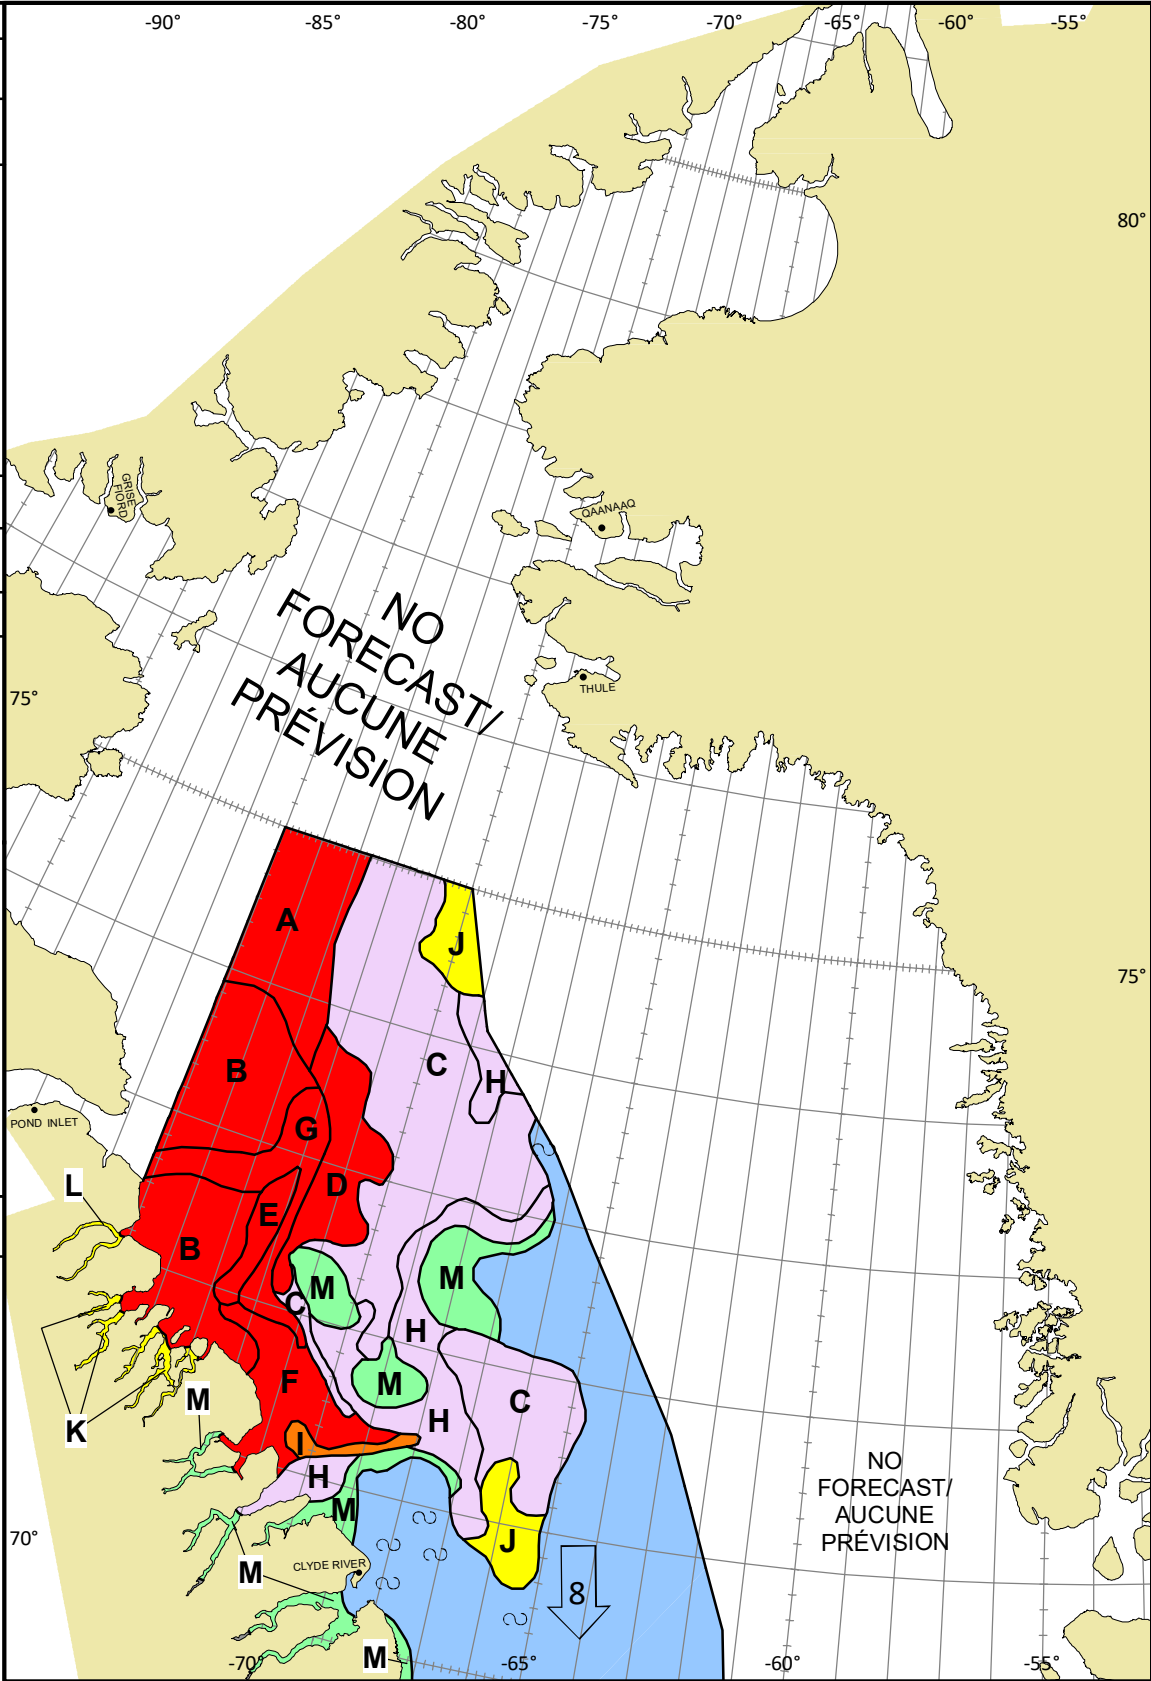 -90° -85° -80° -75° -70° -65° -60° -55°
80°
GRISE
FIORD
QAANAAQ
NO
FORECAST/
AUCUNE
PRÉVISION
THULE
75°
A
J
75°
C
B
H
POND INLET
G
L
D
E
B
M
M
C
H
F
M
M
C
K
H
I
H
M
NO
FORECAST/
AUCUNE
PRÉVISION
70°
J
CLYDE RIVER
M
8
M
-70° -65° -60° -55°